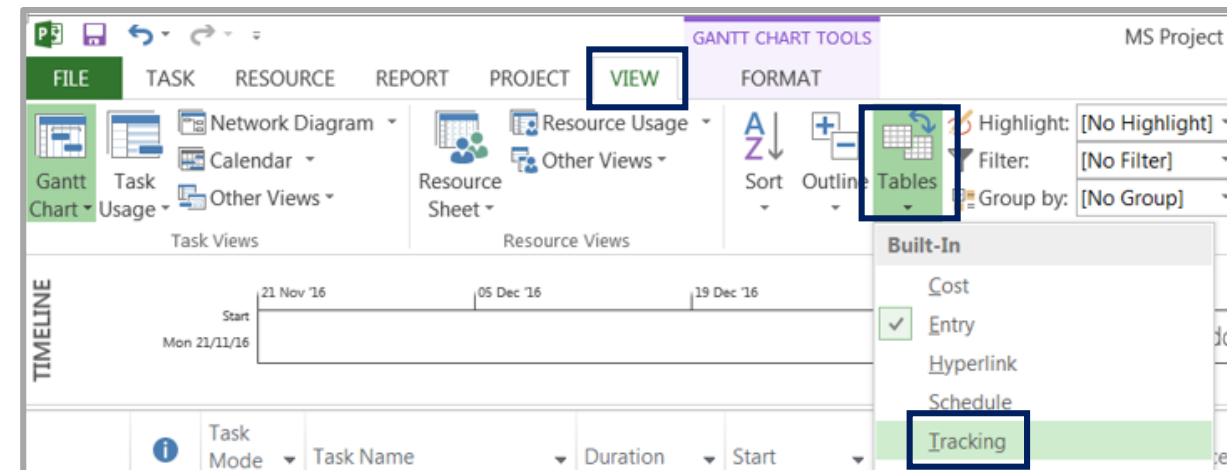 GANTT CHART TOOLS
MS Project
FILE TASK RESOURCE REPORT PROJECT VIEW FORMAT
Network Diagram
Calendar
Other Views
Gantt Chart
Task Usage
Task Views
Resource Sheet
Resource Usage
Other Views
Resource Views
Sort
Outline
Tables
Highlight: [No Highlight]
Filter: [No Filter]
Group by: [No Group]
Built-In
Cost
Entry
Hyperlink
Schedule
Tracking
TIMELINE
21 Nov '16 05 Dec '16 19 Dec '16
Start
Mon 21/11/16
Task Mode Task Name Duration Start